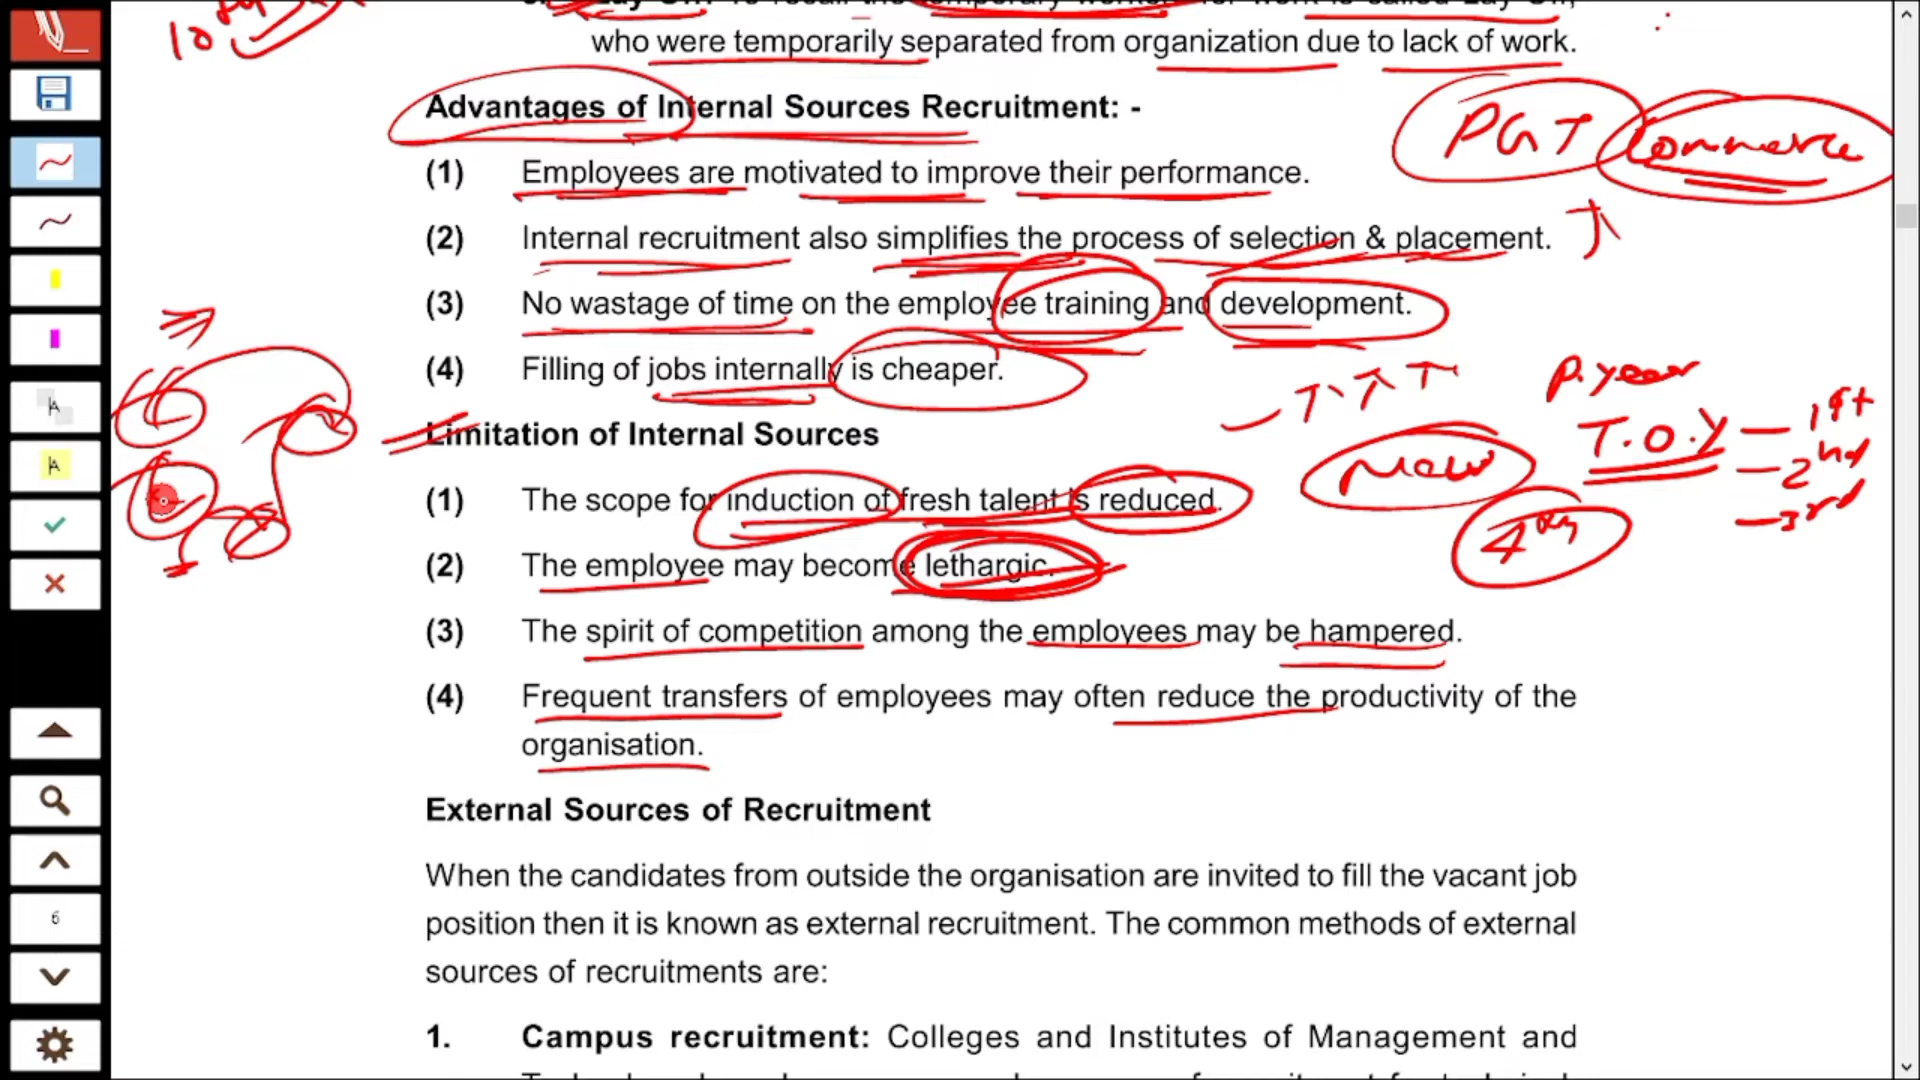 who were temporarily separated from organization due to lack of work.
Advantages of Internal Sources Recruitment: -
PGT Commerce
(1) Employees are motivated to improve their performance.
(2) Internal recruitment also simplifies the process of selection & placement.
(3) No wastage of time on the employee training and development.
(4) Filling of jobs internally is cheaper.
P. year
T.O.Y - 1st
- 2nd
- 3rd
New
4th
Limitation of Internal Sources
(1) The scope for induction of fresh talent is reduced.
(2) The employee may become lethargic.
(3) The spirit of competition among the employees may be hampered.
(4) Frequent transfers of employees may often reduce the productivity of the
organisation.
6
External Sources of Recruitment
When the candidates from outside the organisation are invited to fill the vacant job
position then it is known as external recruitment. The common methods of external
sources of recruitments are:
1. Campus recruitment: Colleges and Institutes of Management and